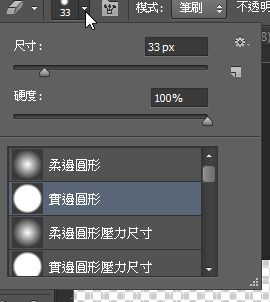 33
模式: 筆刷
不透明
8)
尺寸: 33 px
硬度: 100%
柔邊圓形
實邊圓形
柔邊圓形壓力尺寸
實邊圓形壓力尺寸